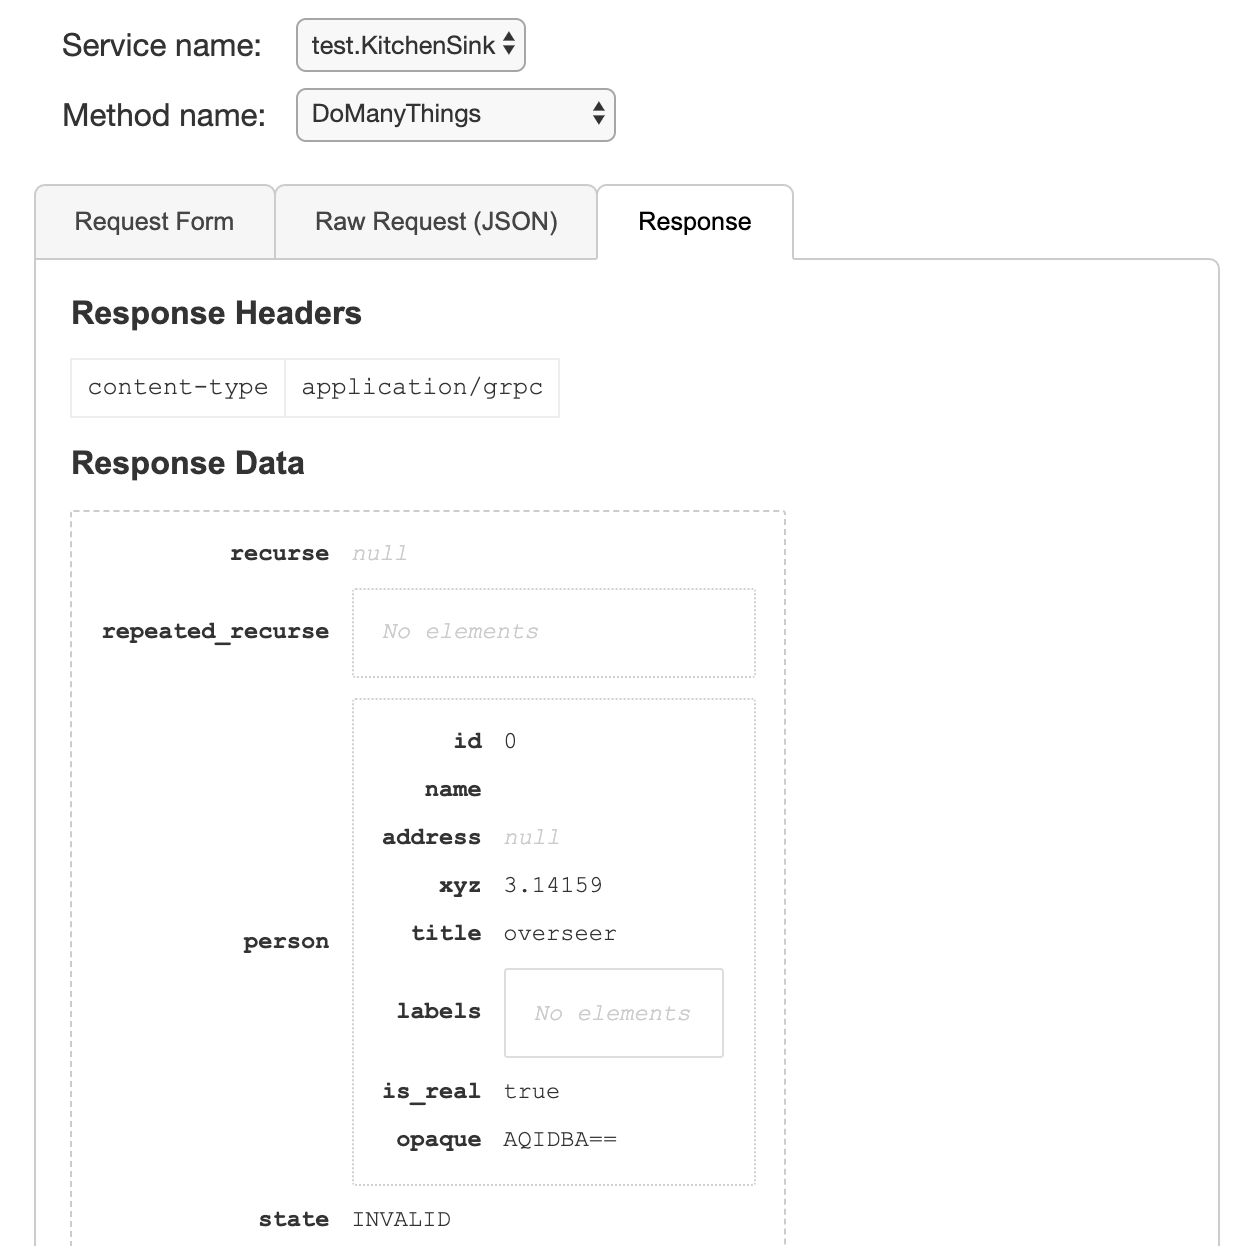 Service name: test.KitchenSink
Method name: DoManyThings
Request Form Raw Request (JSON) Response
Response Headers
content-type application/grpc
Response Data
recurse null
repeated_recurse No elements
id 0
name
address null
xyz 3.14159
title overseer
person
labels No elements
is_real true
opaque AQIDBA==
state INVALID